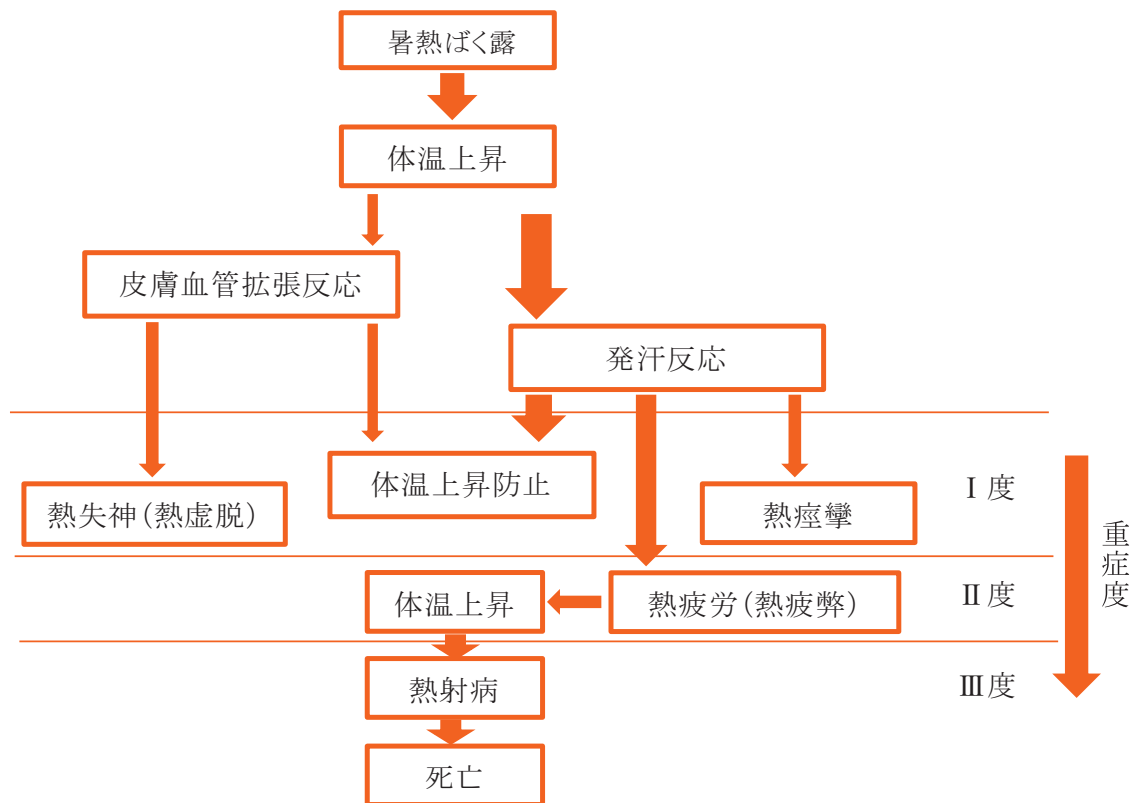 暑熱ばく露
体温上昇
皮膚血管拡張反応
発汗反応
体温上昇防止
熱失神(熱虚脱)
熱痙攣
Ⅰ度
体温上昇
熱疲労(熱疲弊)
Ⅱ度
重症度
熱射病
Ⅲ度
死亡